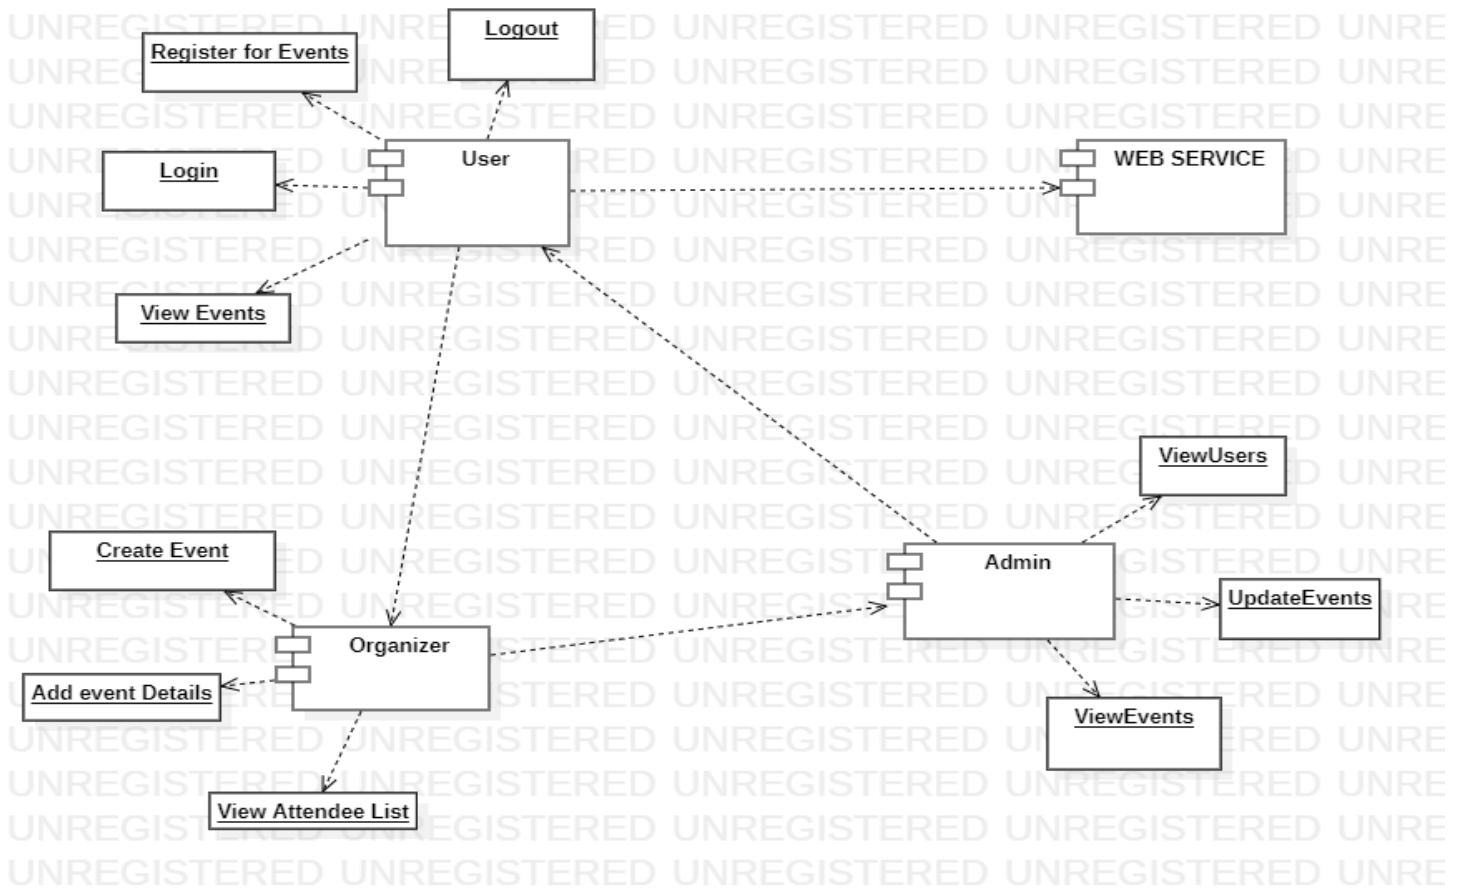 Logout
Register for Events
User
WEB SERVICE
Login
View Events
ViewUsers
Create Event
Admin
UpdateEvents
Organizer
Add event Details
ViewEvents
View Attendee List
UNREGISTERED UNREGISTERED UNREGISTERED UNREGISTERED UNRE